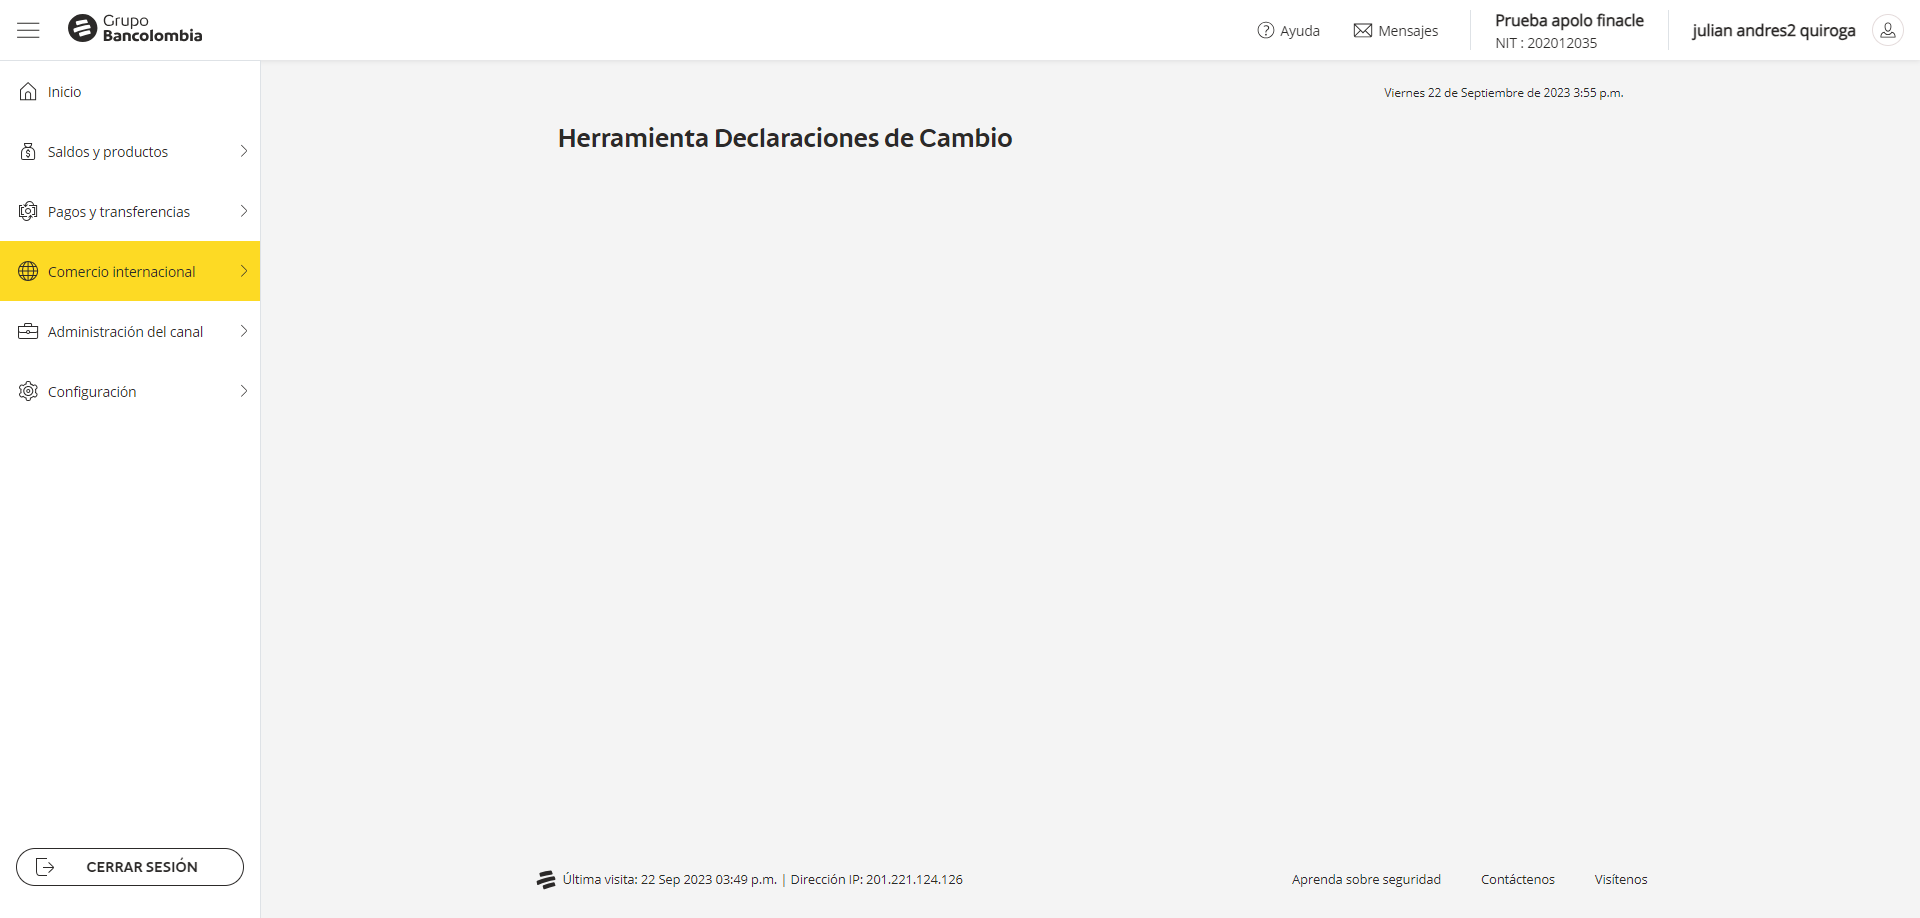 Grupo
Bancolombia
Ayuda
Mensajes
Prueba apolo finacle
NIT : 202012035
julian andres2 quiroga
Inicio
Saldos y productos
Pagos y transferencias
Comercio internacional
Administración del canal
Configuración
CERRAR SESIÓN
Viernes 22 de Septiembre de 2023 3:55 p.m.
Herramienta Declaraciones de Cambio
Última visita: 22 Sep 2023 03:49 p.m. | Dirección IP: 201.221.124.126
Aprenda sobre seguridad
Contáctenos
Visítenos